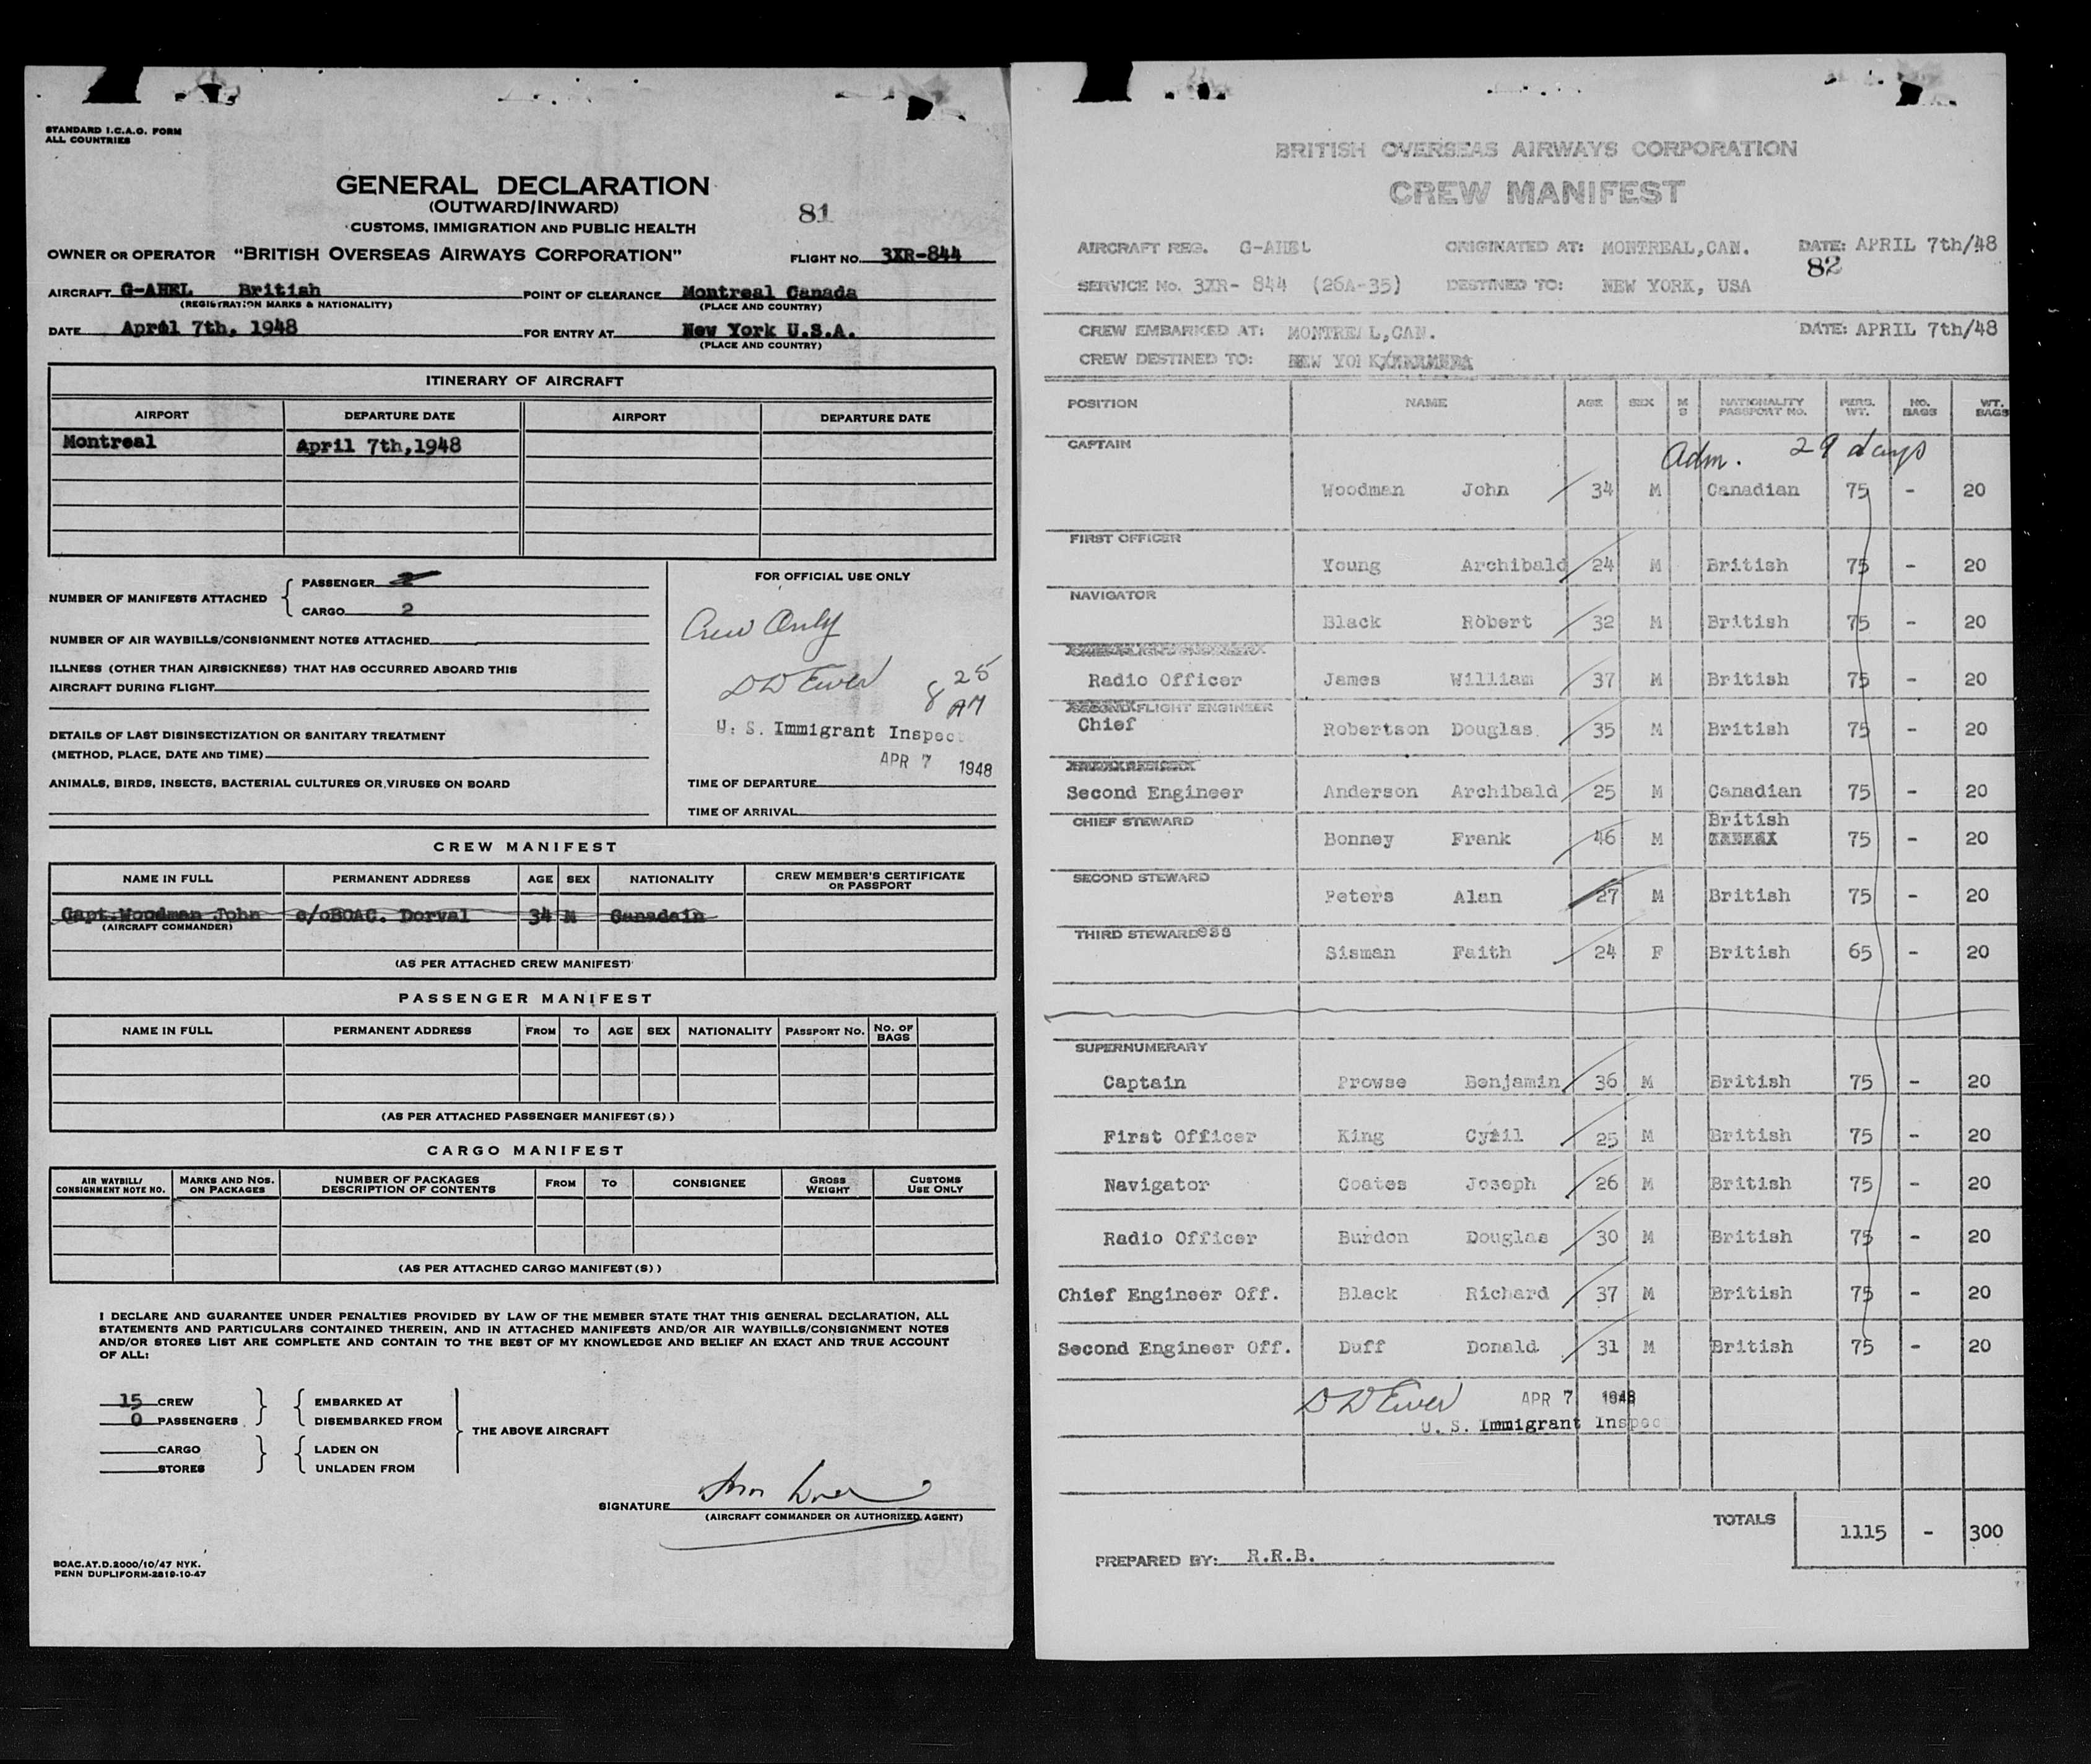 STANDARD I.C.A.O. FORM
ALL COUNTRIES
GENERAL DECLARATION
(OUTWARD/INWARD)
81
CUSTOMS, IMMIGRATION AND PUBLIC HEALTH
OWNER OR OPERATOR "BRITISH OVERSEAS AIRWAYS CORPORATION" FLIGHT NO. 3XR-844
AIRCRAFT G-AHEL British POINT OF CLEARANCE Montreal Canada
(REGISTRATION MARKS & NATIONALITY) (PLACE AND COUNTRY)
DATE April 7th, 1948 FOR ENTRY AT New York U.S.A.
(PLACE AND COUNTRY)
ITINERARY OF AIRCRAFT
AIRPORT DEPARTURE DATE AIRPORT DEPARTURE DATE
Montreal April 7th,1948
NUMBER OF MANIFESTS ATTACHED { PASSENGER 2
CARGO 2
NUMBER OF AIR WAYBILLS/CONSIGNMENT NOTES ATTACHED
ILLNESS (OTHER THAN AIRSICKNESS) THAT HAS OCCURRED ABOARD THIS
AIRCRAFT DURING FLIGHT
DETAILS OF LAST DISINSECTIZATION OR SANITARY TREATMENT
(METHOD, PLACE, DATE AND TIME)
ANIMALS, BIRDS, INSECTS, BACTERIAL CULTURES OR VIRUSES ON BOARD
FOR OFFICIAL USE ONLY
Crew Only
D D Ewer
8 25
AM
U. S. Immigrant Inspec
APR 7 1948
TIME OF DEPARTURE
TIME OF ARRIVAL
CREW MANIFEST
NAME IN FULL PERMANENT ADDRESS AGE SEX NATIONALITY CREW MEMBER'S CERTIFICATE
OR PASSPORT
Capt.Woodman John c/oBOAC. Dorval 34 M Canadain
(AIRCRAFT COMMANDER)
(AS PER ATTACHED CREW MANIFEST)
PASSENGER MANIFEST
NAME IN FULL PERMANENT ADDRESS FROM TO AGE SEX NATIONALITY PASSPORT NO. NO. OF
BAGS
(AS PER ATTACHED PASSENGER MANIFEST(S))
CARGO MANIFEST
AIR WAYBILL/ MARKS AND NOS. NUMBER OF PACKAGES FROM TO CONSIGNEE GROSS CUSTOMS
CONSIGNMENT NOTE NO. ON PACKAGES DESCRIPTION OF CONTENTS WEIGHT USE ONLY
(AS PER ATTACHED CARGO MANIFEST(S))
I DECLARE AND GUARANTEE UNDER PENALTIES PROVIDED BY LAW OF THE MEMBER STATE THAT THIS GENERAL DECLARATION, ALL
STATEMENTS AND PARTICULARS CONTAINED THEREIN, AND IN ATTACHED MANIFESTS AND/OR AIR WAYBILLS/CONSIGNMENT NOTES
AND/OR STORES LIST ARE COMPLETE AND CONTAIN TO THE BEST OF MY KNOWLEDGE AND BELIEF AN EXACT AND TRUE ACCOUNT
OF ALL:
15 CREW } { EMBARKED AT
0 PASSENGERS DISEMBARKED FROM
THE ABOVE AIRCRAFT
CARGO } { LADEN ON
STORES UNLADEN FROM
SIGNATURE
(AIRCRAFT COMMANDER OR AUTHORIZED AGENT)
BOAC.AT.D.2000/10/47 NYK.
PENN DUPLIFORM-2819-10-47
BRITISH OVERSEAS AIRWAYS CORPORATION
CREW MANIFEST
AIRCRAFT REG. G-AHEL ORIGINATED AT: MONTREAL,CAN. DATE: APRIL 7th/48
82
SERVICE No. 3XR- 844 (26A-35) DESTINED TO: NEW YORK, USA
CREW EMBARKED AT: MONTREAL,CAN. DATE: APRIL 7th/48
CREW DESTINED TO: NEW YORK
POSITION NAME AGE SEX M S NATIONALITY PASSPORT NO. PERS. WT. NO. BAGS WT. BAGS
CAPTAIN Adm. 29 days
Woodman John 34 M Canadian 75 - 20
FIRST OFFICER
Young Archibald 24 M British 75 - 20
NAVIGATOR
Black Robert 32 M British 75 - 20
Radio Officer James William 37 M British 75 - 20
SECOND FLIGHT ENGINEER
Chief Robertson Douglas 35 M British 75 - 20
Second Engineer Anderson Archibald 25 M Canadian 75 - 20
CHIEF STEWARD British
Bonney Frank 46 M 75 - 20
SECOND STEWARD
Peters Alan 27 M British 75 - 20
THIRD STEWARDess
Sisman Faith 24 F British 65 - 20
SUPERNUMERARY
Captain Prowse Benjamin 36 M British 75 - 20
First Officer King Cyril 25 M British 75 - 20
Navigator Coates Joseph 26 M British 75 - 20
Radio Officer Burdon Douglas 30 M British 75 - 20
Chief Engineer Off. Black Richard 37 M British 75 - 20
Second Engineer Off. Duff Donald 31 M British 75 - 20
D D Ewer APR 7 1948
U. S. Immigrant Inspec
TOTALS 1115 - 300
PREPARED BY: R.R.B.